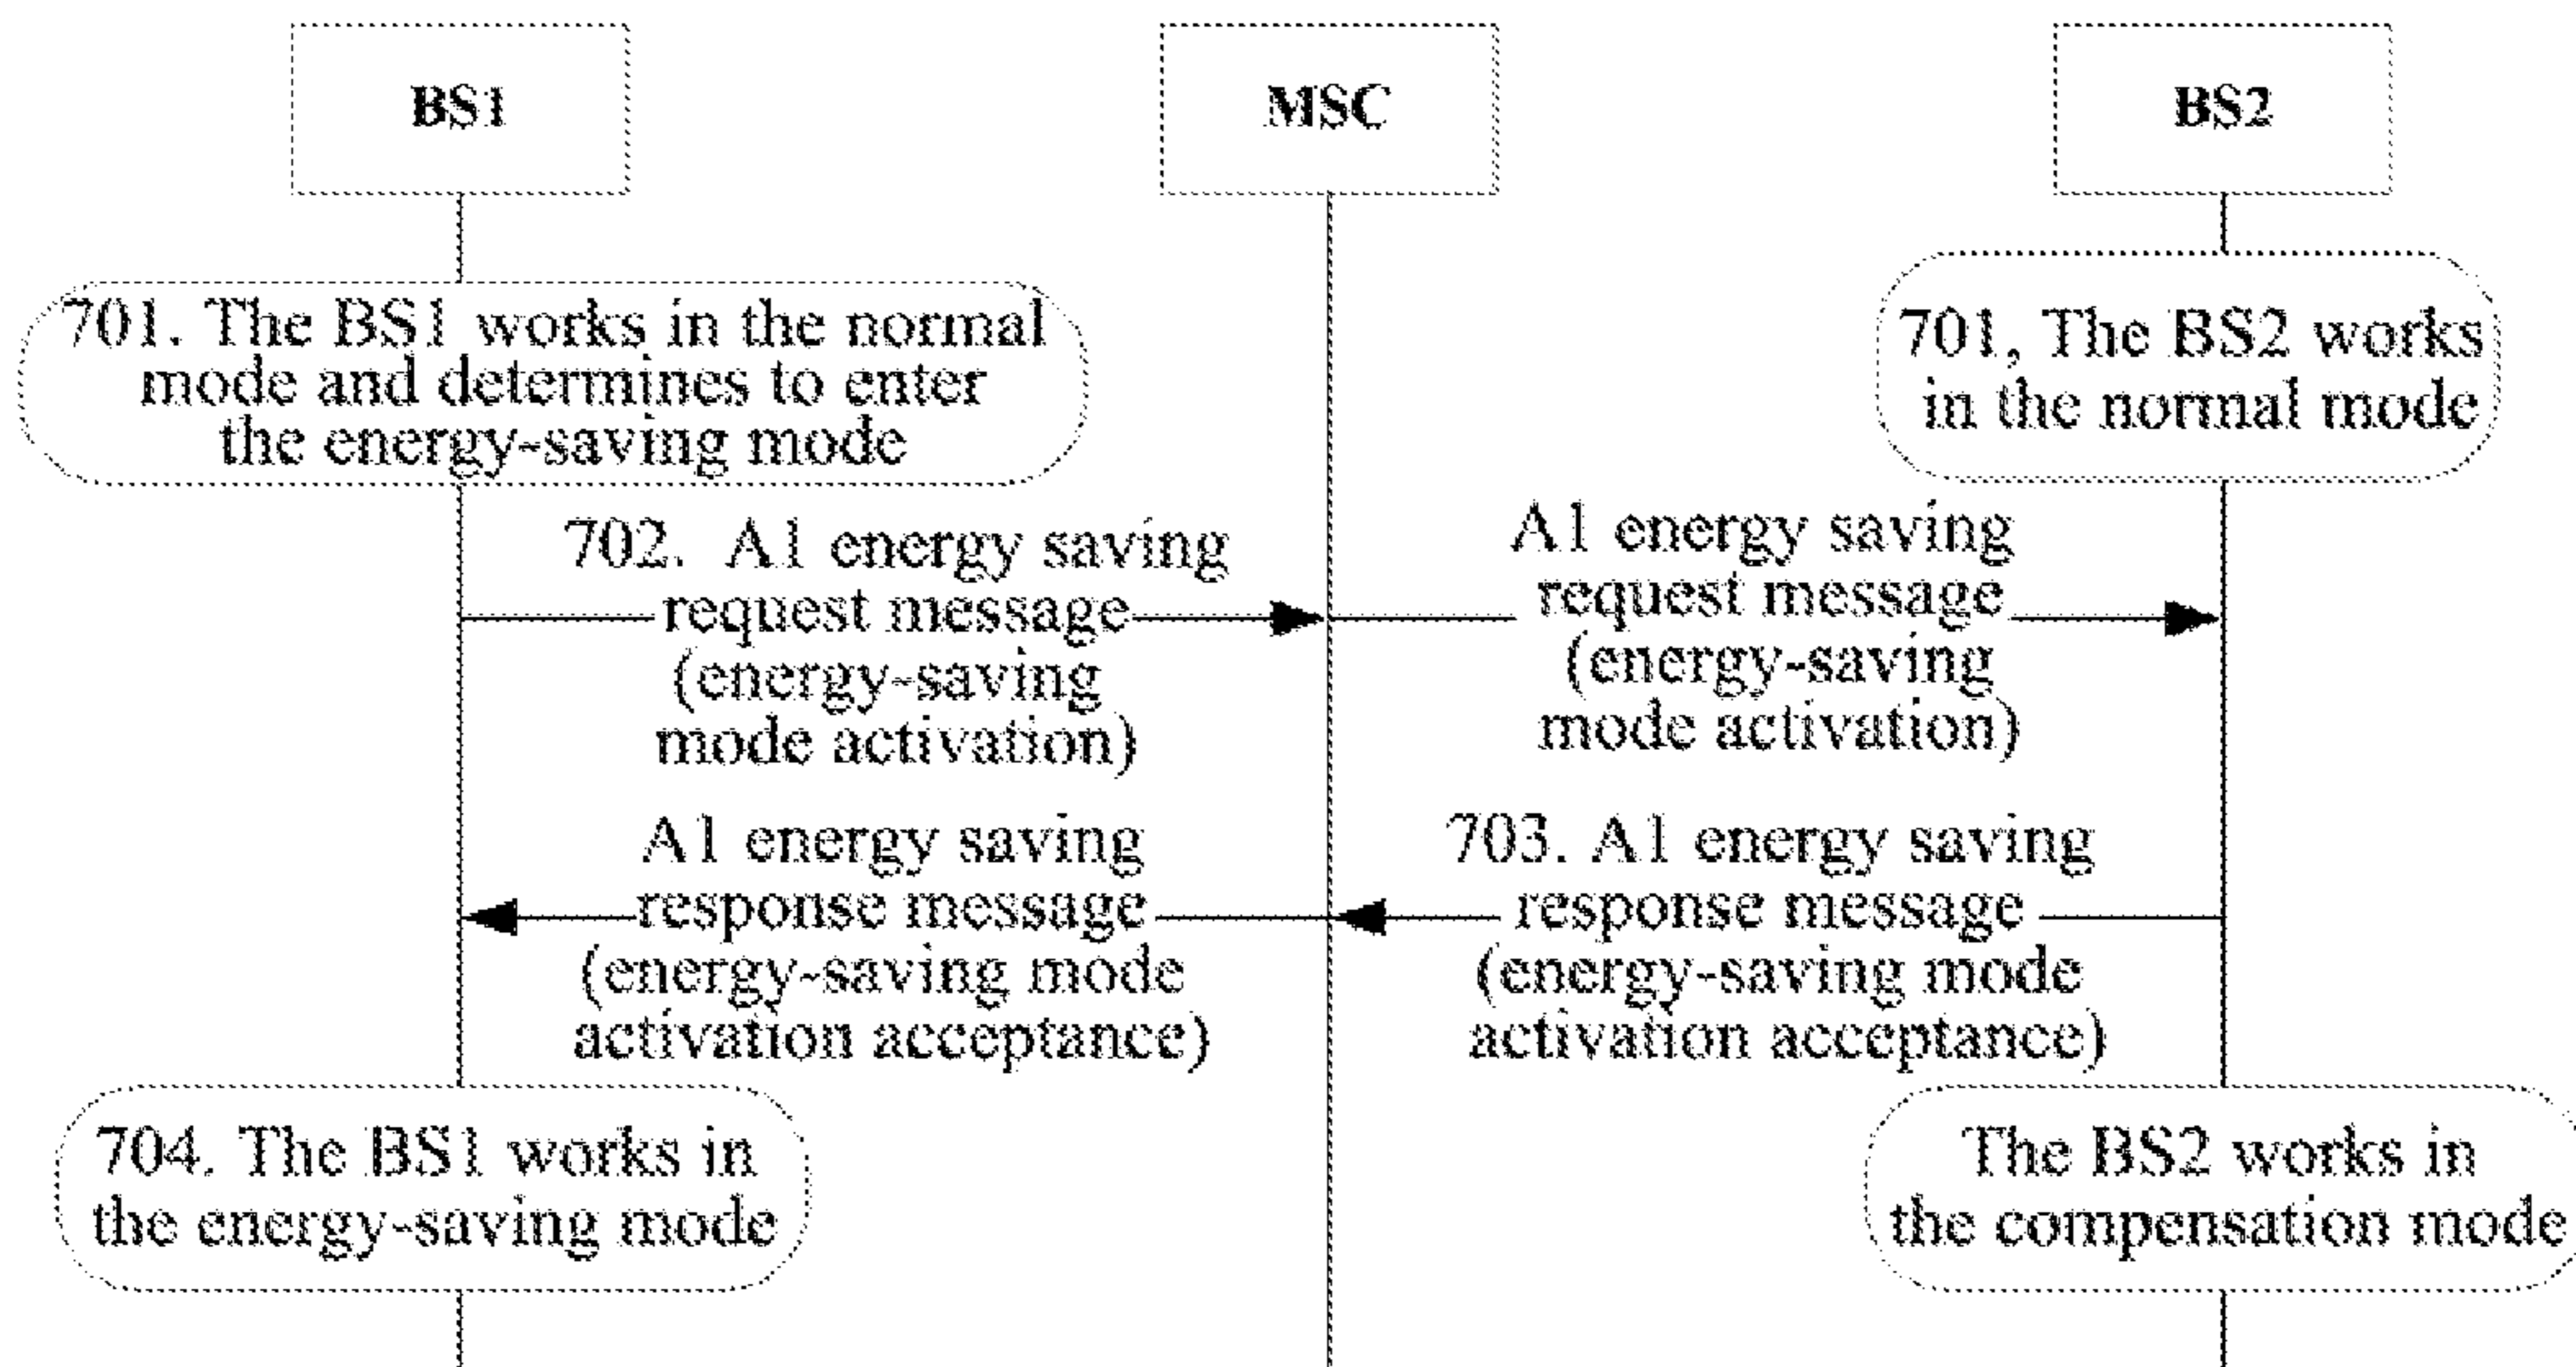 BS1
MSC
BS2
701. The BS1 works in the normal
mode and determines to enter
the energy-saving mode
701, The BS2 works
in the normal mode
702. A1 energy saving
request message
(energy-saving
mode activation)
A1 energy saving
request message
(energy-saving
mode activation)
A1 energy saving
response message
(energy-saving mode
activation acceptance)
703. A1 energy saving
response message
(energy-saving mode
activation acceptance)
704. The BS1 works in
the energy-saving mode
The BS2 works in
the compensation mode